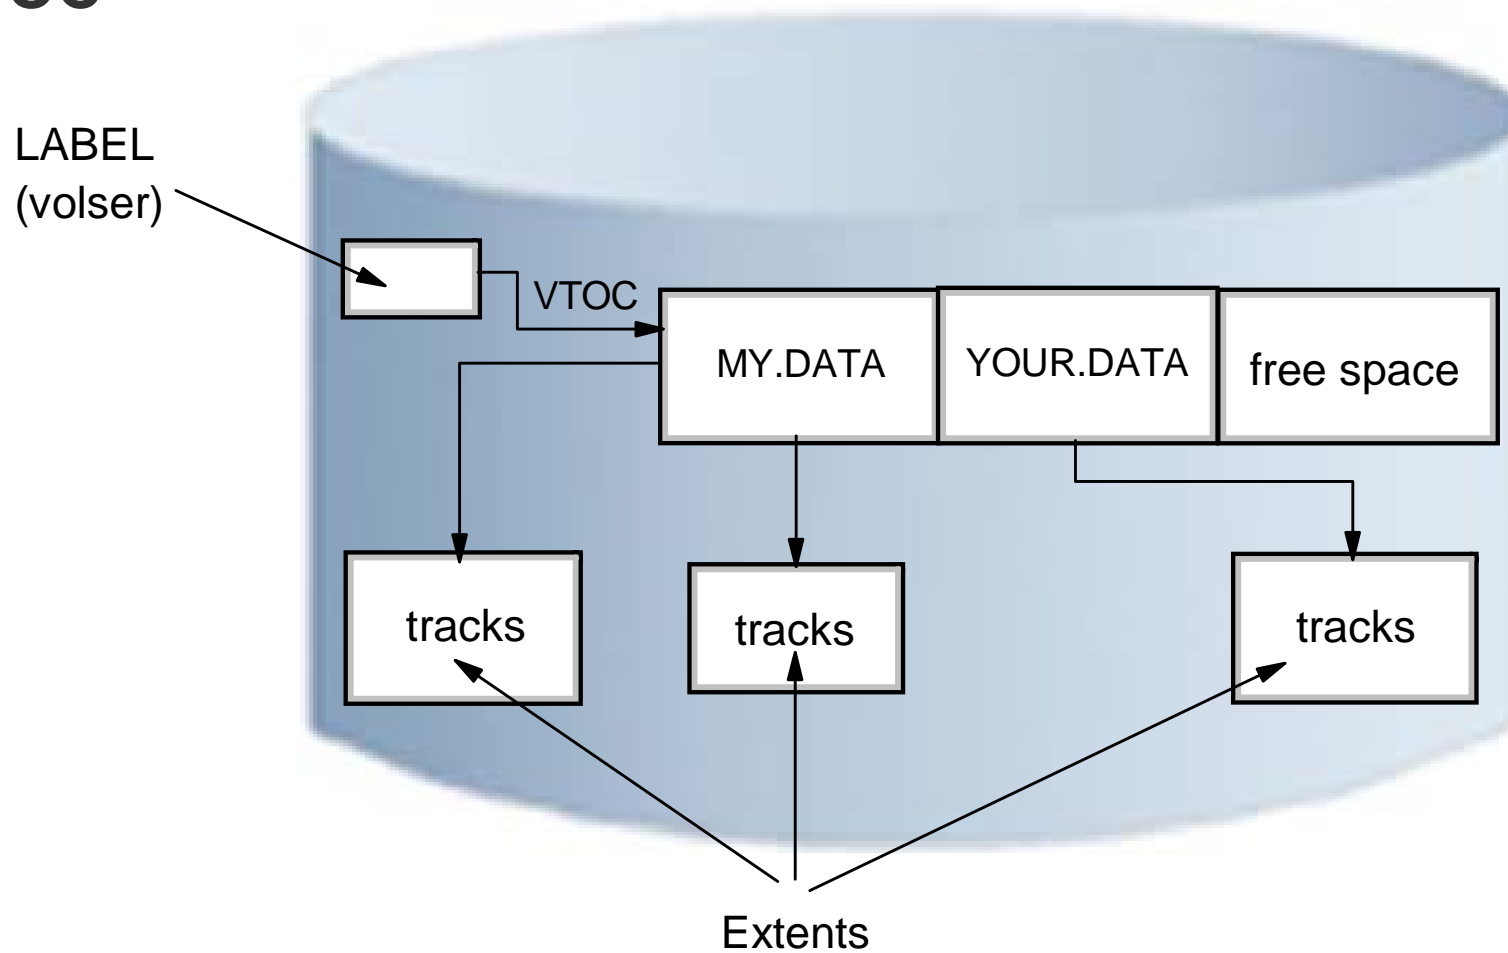 LABEL
(volser)
VTOC
MY.DATA
YOUR.DATA
free space
tracks
tracks
tracks
Extents